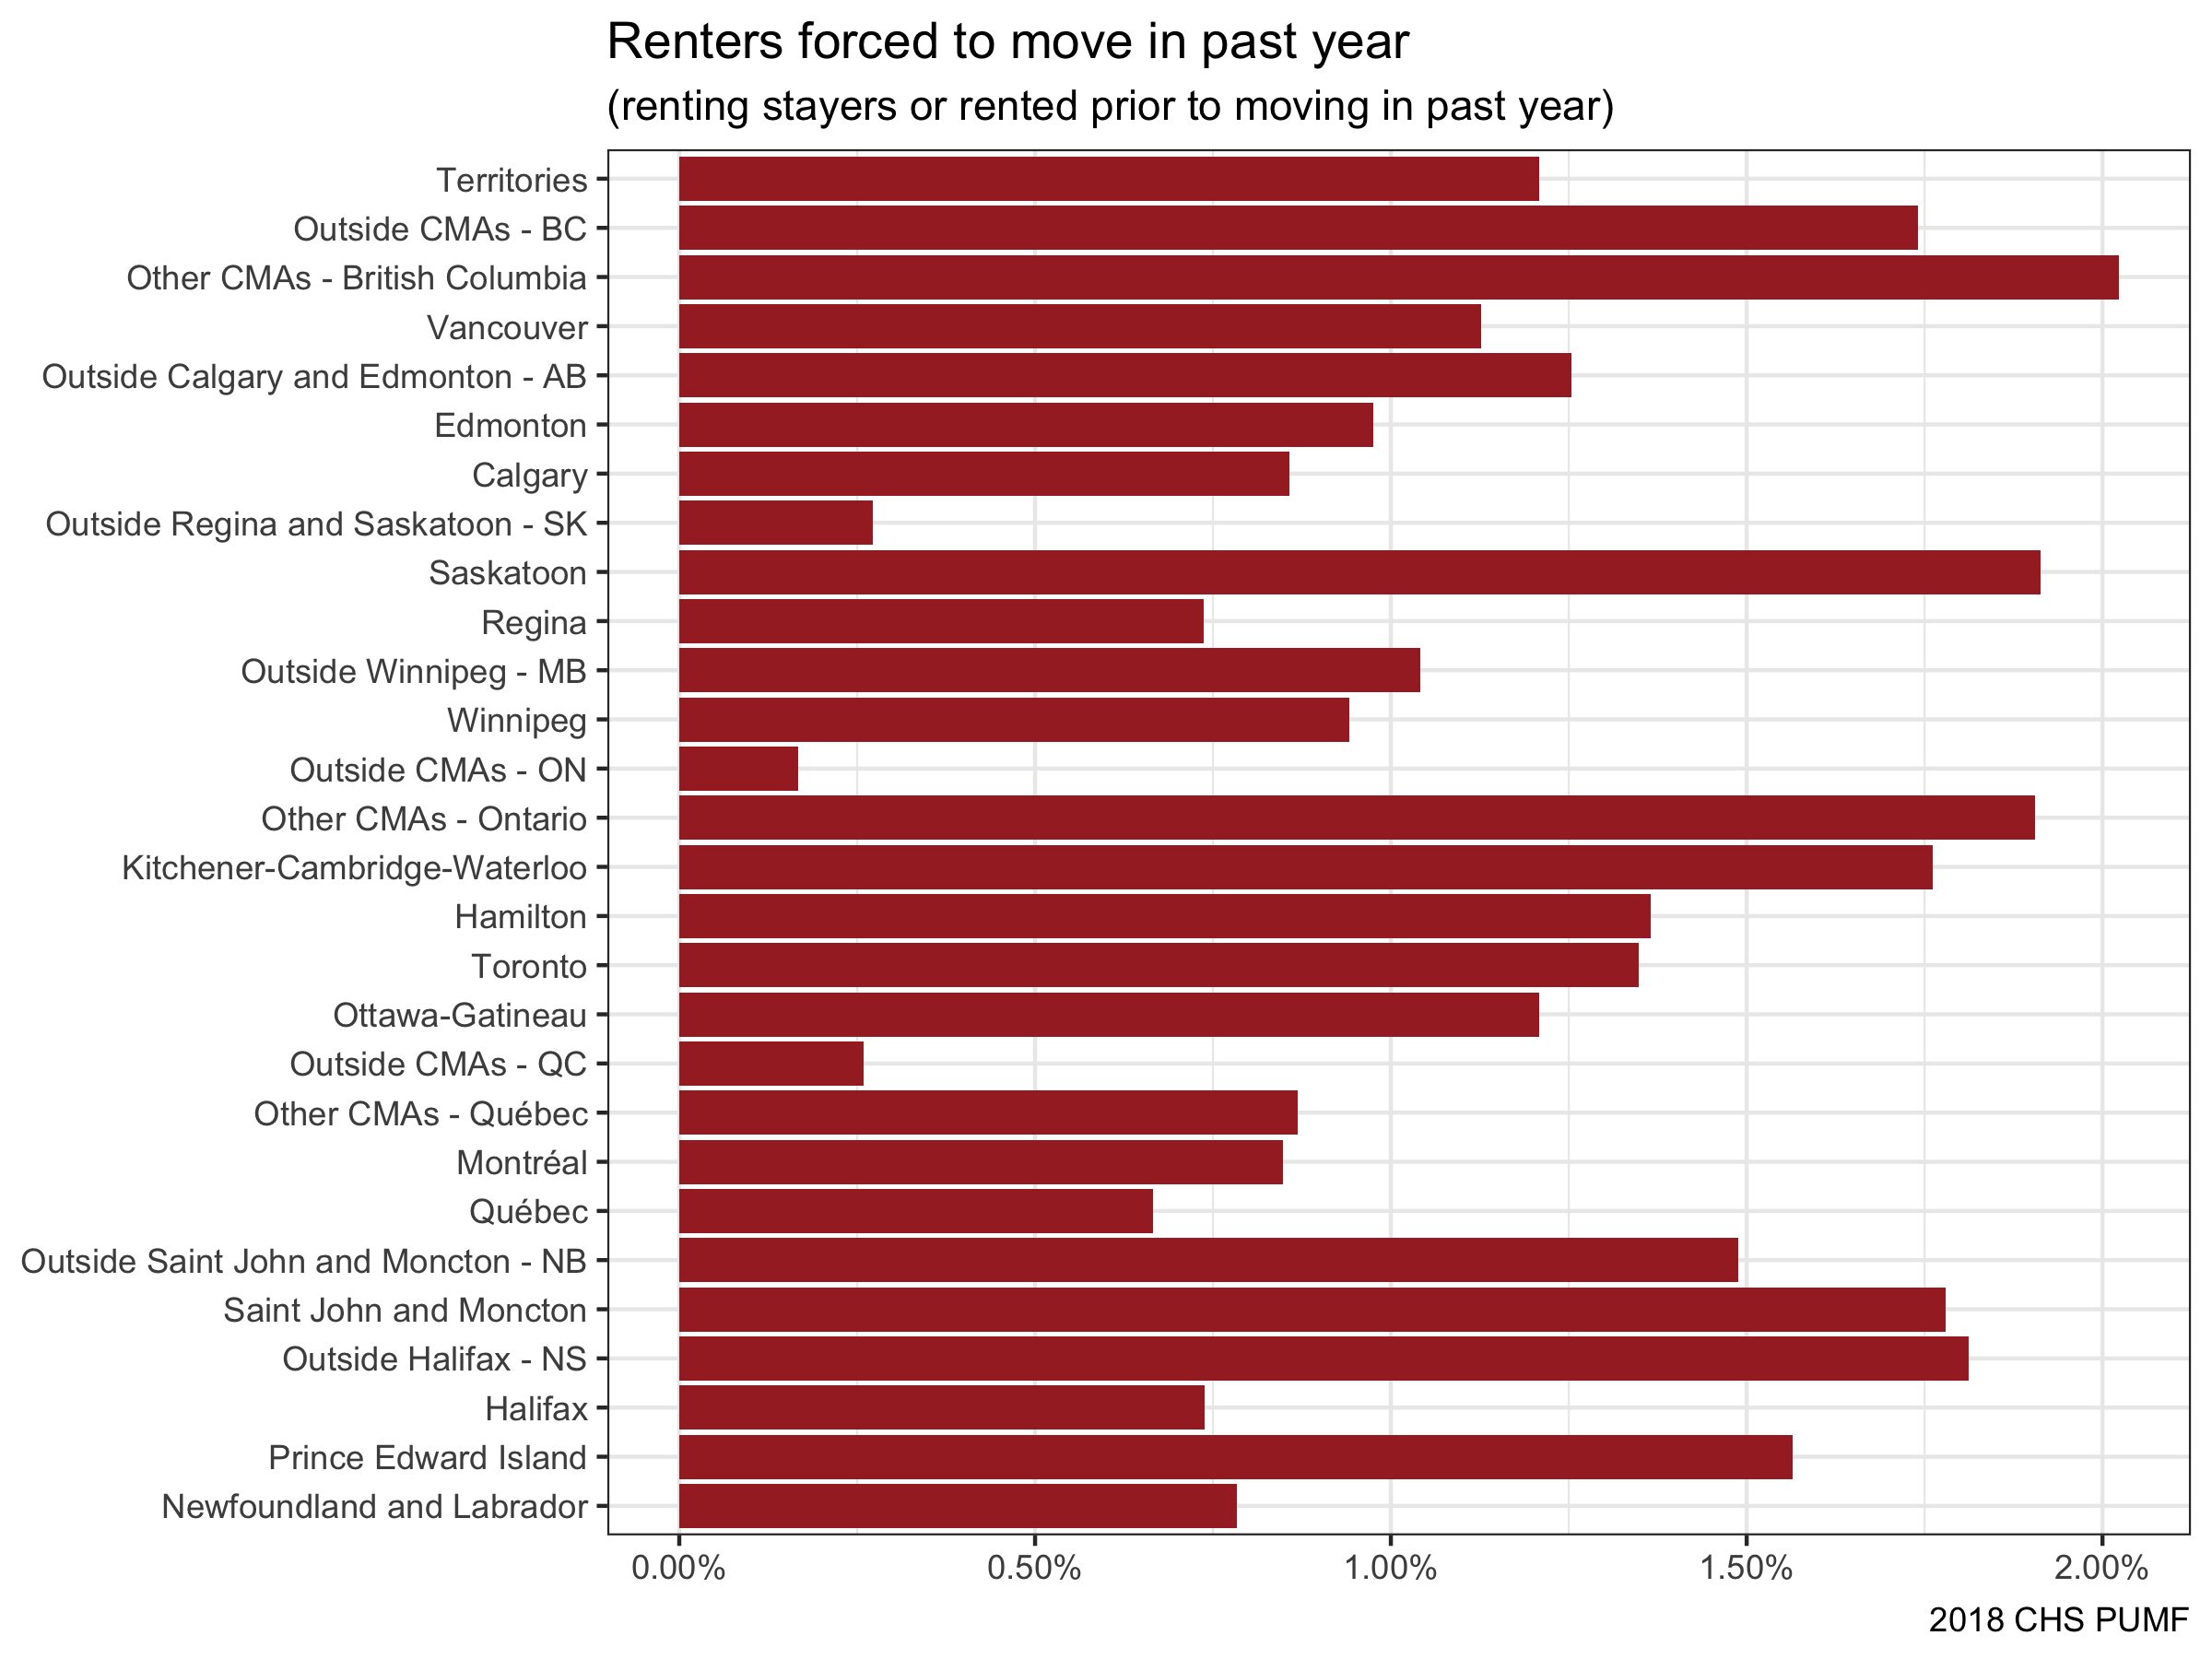 Renters forced to move in past year
(renting stayers or rented prior to moving in past year)
Territories
Outside CMAs - BC
Other CMAs - British Columbia
Vancouver
Outside Calgary and Edmonton - AB
Edmonton
Calgary
Outside Regina and Saskatoon - SK
Saskatoon
Regina
Outside Winnipeg - MB
Winnipeg
Outside CMAs - ON
Other CMAs - Ontario
Kitchener-Cambridge-Waterloo
Hamilton
Toronto
Ottawa-Gatineau
Outside CMAs - QC
Other CMAs - Québec
Montréal
Québec
Outside Saint John and Moncton - NB
Saint John and Moncton
Outside Halifax - NS
Halifax
Prince Edward Island
Newfoundland and Labrador
0.00% 0.50% 1.00% 1.50% 2.00%
2018 CHS PUMF